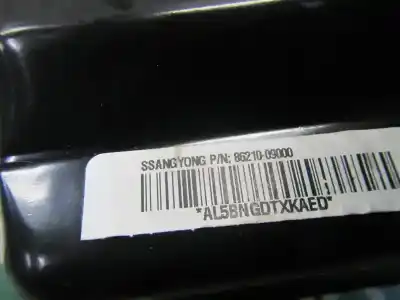 SSANGYONG P/N: 86210-09000
*AL5BNGDTXKAED*